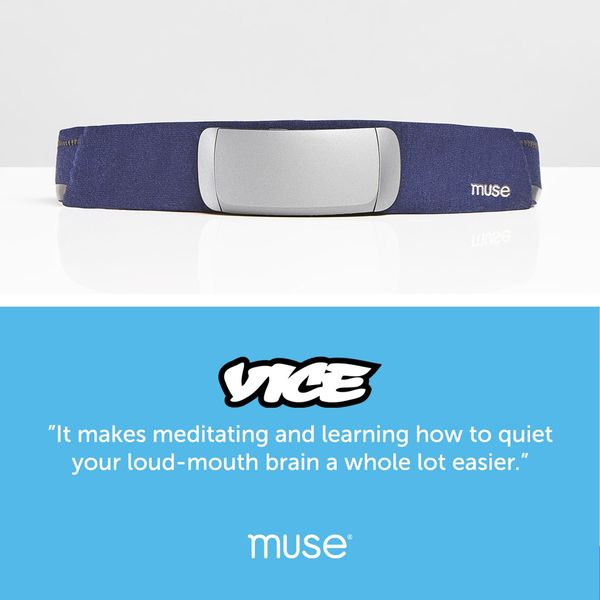 muse
VICE
"It makes meditating and learning how to quiet
your loud-mouth brain a whole lot easier."
muse®